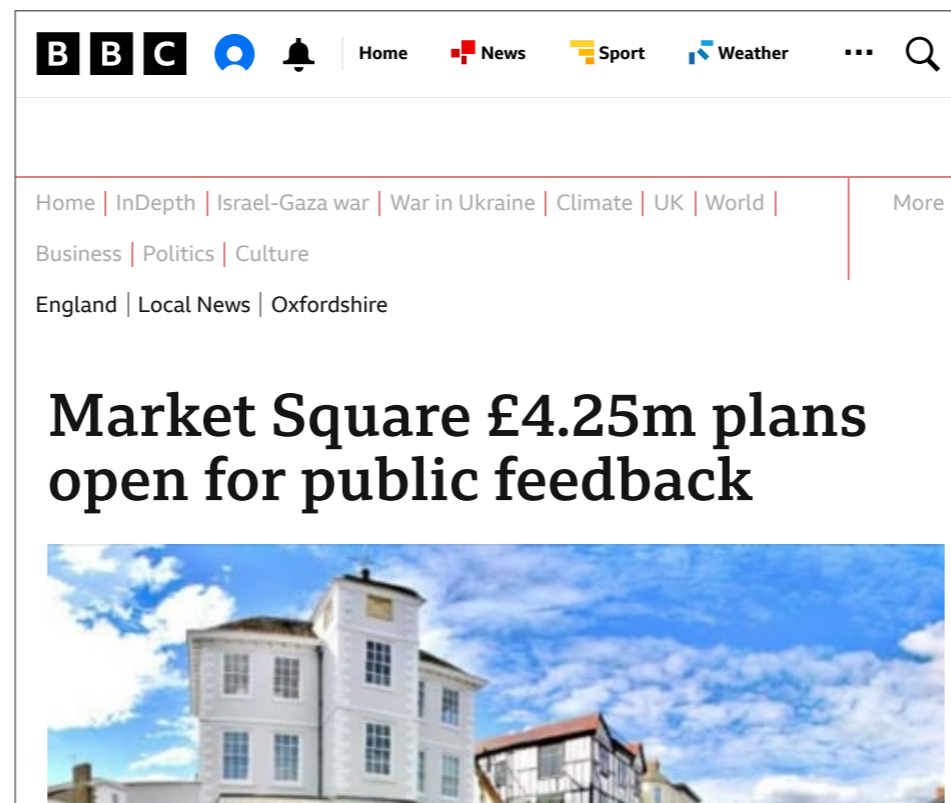 BBC Home News Sport Weather ...
Home | InDepth | Israel-Gaza war | War in Ukraine | Climate | UK | World | More
Business | Politics | Culture
England | Local News | Oxfordshire
Market Square £4.25m plans
open for public feedback